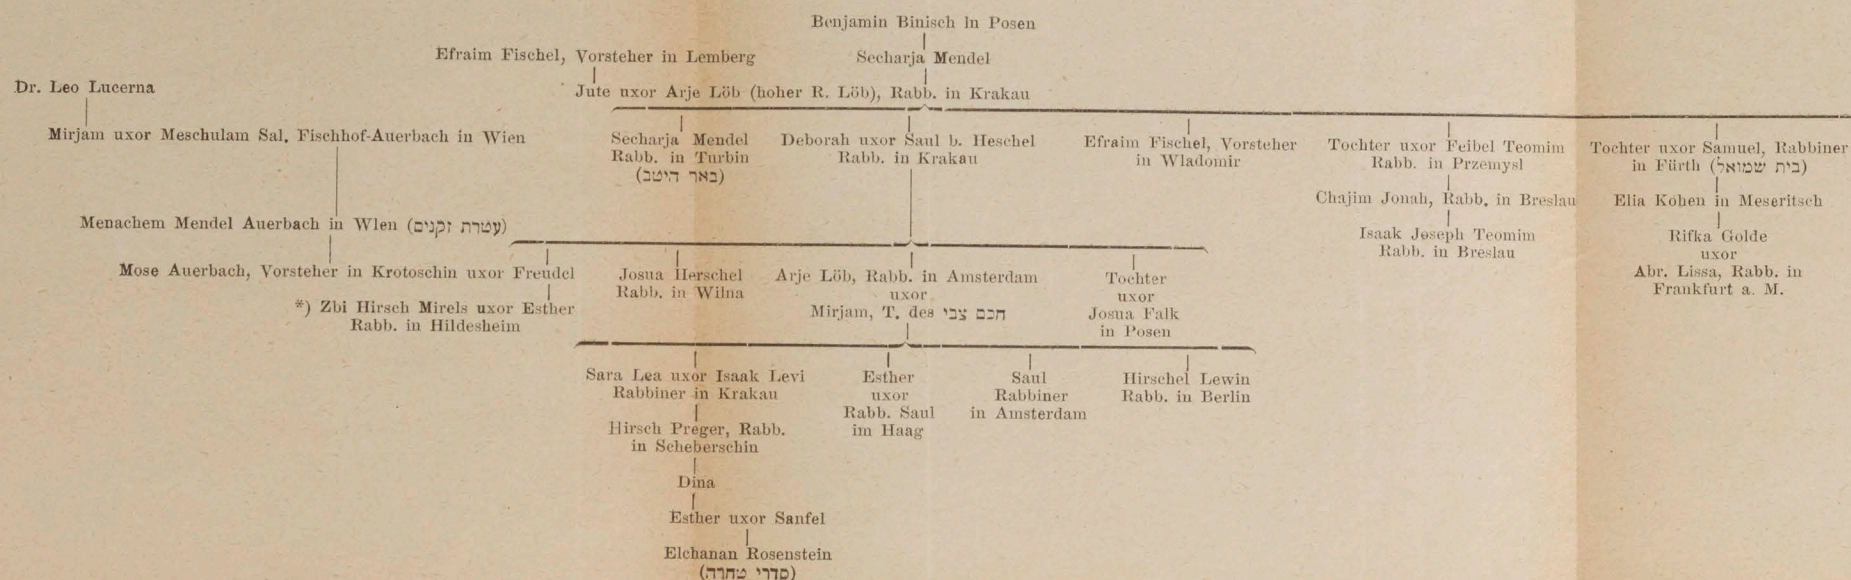 Benjamin Binisch in Posen
Efraim Fischel, Vorsteher in Lemberg
Secharja Mendel
Dr. Leo Lucerna
Jute uxor Arje Löb (hoher R. Löb), Rabb. in Krakau
Mirjam uxor Meschulam Sal. Fischhof-Auerbach in Wien
Secharja Mendel
Rabb. in Turbin
(באר היטב)
Deborah uxor Saul b. Heschel
Rabb. in Krakau
Efraim Fischel, Vorsteher
in Wladomir
Tochter uxor Feibel Teomim
Rabb. in Przemysl
Tochter uxor Samuel, Rabbiner
in Fürth (בית שמואל)
Chajim Jonah, Rabb. in Breslau
Elia Kohen in Meseritsch
Menachem Mendel Auerbach in Wien (עטרת זקנים)
Isaak Joseph Teomim
Rabb. in Breslau
Rifka Golde
uxor
Abr. Lissa, Rabb. in
Frankfurt a. M.
Mose Auerbach, Vorsteher in Krotoschin uxor Freudel
Josua Herschel
Rabb. in Wilna
Arje Löb, Rabb. in Amsterdam
uxor
Mirjam, T. des חכם צבי
Tochter
uxor
Josua Falk
in Posen
*) Zbi Hirsch Mirels uxor Esther
Rabb. in Hildesheim
Sara Lea uxor Isaak Levi
Rabbiner in Krakau
Esther
uxor
Rabb. Saul
im Haag
Saul
Rabbiner
in Amsterdam
Hirschel Lewin
Rabb. in Berlin
Hirsch Preger, Rabb.
in Scheberschin
Dina
Esther uxor Sanfel
Elchanan Rosenstein
(סדרי טהרה)